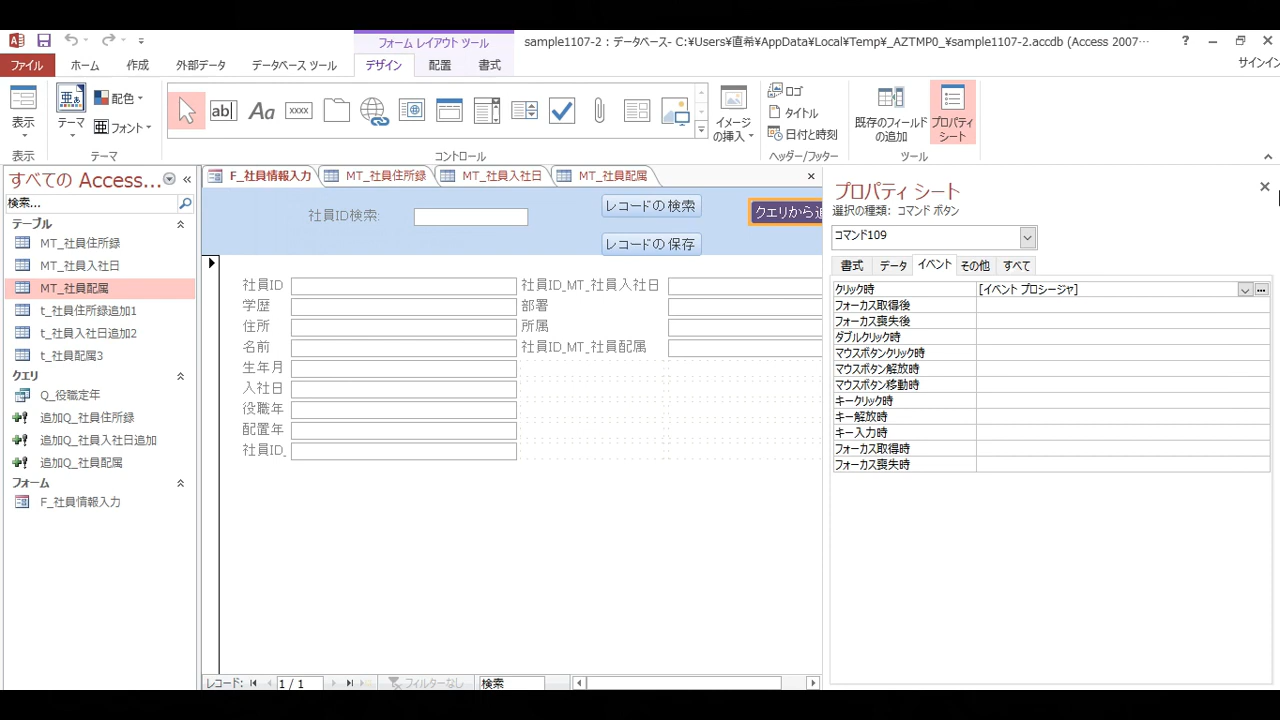 フォーム レイアウト ツール
sample1107-2 : データベース- C:¥Users¥直希¥AppData¥Local¥Temp¥_AZTMP0_¥sample1107-2.accdb (Access 2007…
?
ファイル ホーム 作成 外部データ データベース ツール デザイン 配置 書式 サインイン
表示
表示
テーマ
配色
フォント
テーマ
ab|
Aa
xxxx
コントロール
イメージ
の挿入
ロゴ
タイトル
日付と時刻
ヘッダー/フッター
既存のフィールド
の追加
プロパティ
シート
ツール
すべての Access...
検索...
テーブル
MT_社員住所録
MT_社員入社日
MT_社員配属
t_社員住所録追加1
t_社員入社日追加2
t_社員配属3
クエリ
Q_役職定年
追加Q_社員住所録
追加Q_社員入社日追加
追加Q_社員配属
フォーム
F_社員情報入力
F_社員情報入力 MT_社員住所録 MT_社員入社日 MT_社員配属
社員ID検索:
レコードの検索
クエリから追
レコードの保存
社員ID 社員ID_MT_社員入社日
学歴 部署
住所 所属
名前 社員ID_MT_社員配属
生年月
入社日
役職年
配置年
社員ID_
レコード: 1 / 1 フィルターなし 検索
プロパティ シート
選択の種類: コマンド ボタン
コマンド109
書式 データ イベント その他 すべて
クリック時 [イベント プロシージャ]
フォーカス取得後
フォーカス喪失後
ダブルクリック時
マウスボタンクリック時
マウスボタン解放時
マウスボタン移動時
キークリック時
キー解放時
キー入力時
フォーカス取得時
フォーカス喪失時